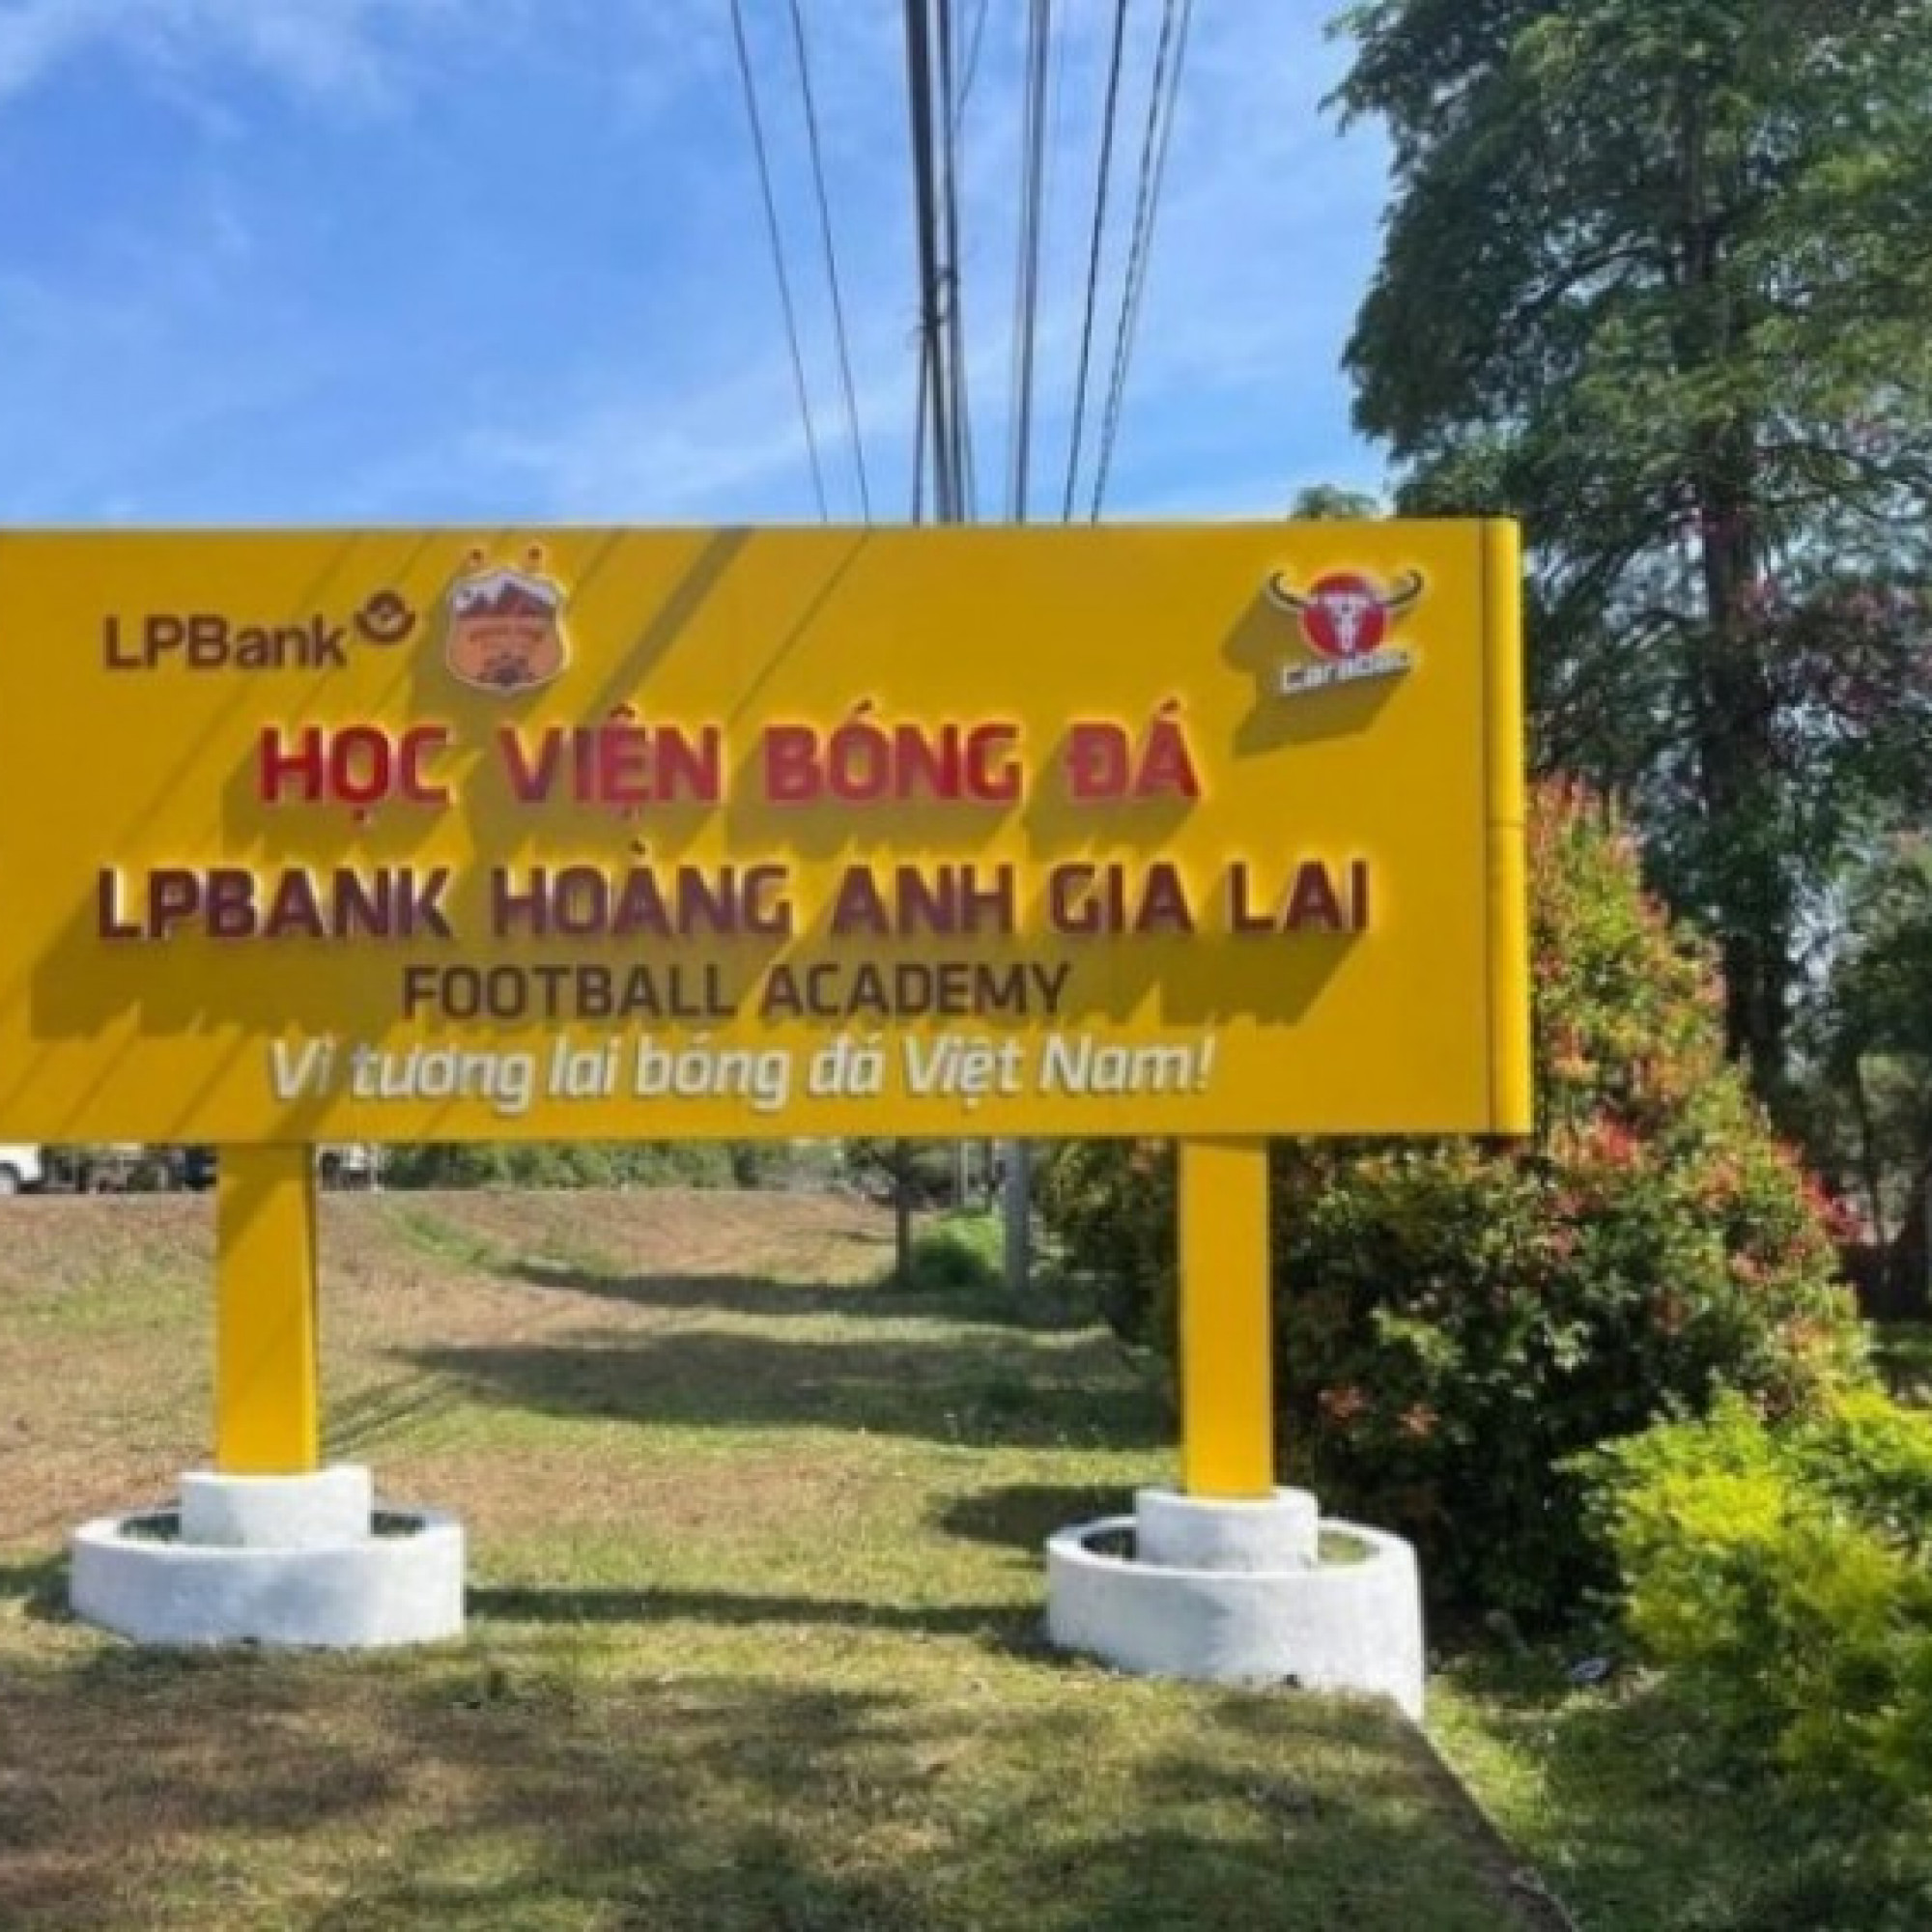 LPBank
Carabao
HỌC VIỆN BÓNG ĐÁ
LPBANK HOÀNG ANH GIA LAI
FOOTBALL ACADEMY
Vì tương lai bóng đá Việt Nam!